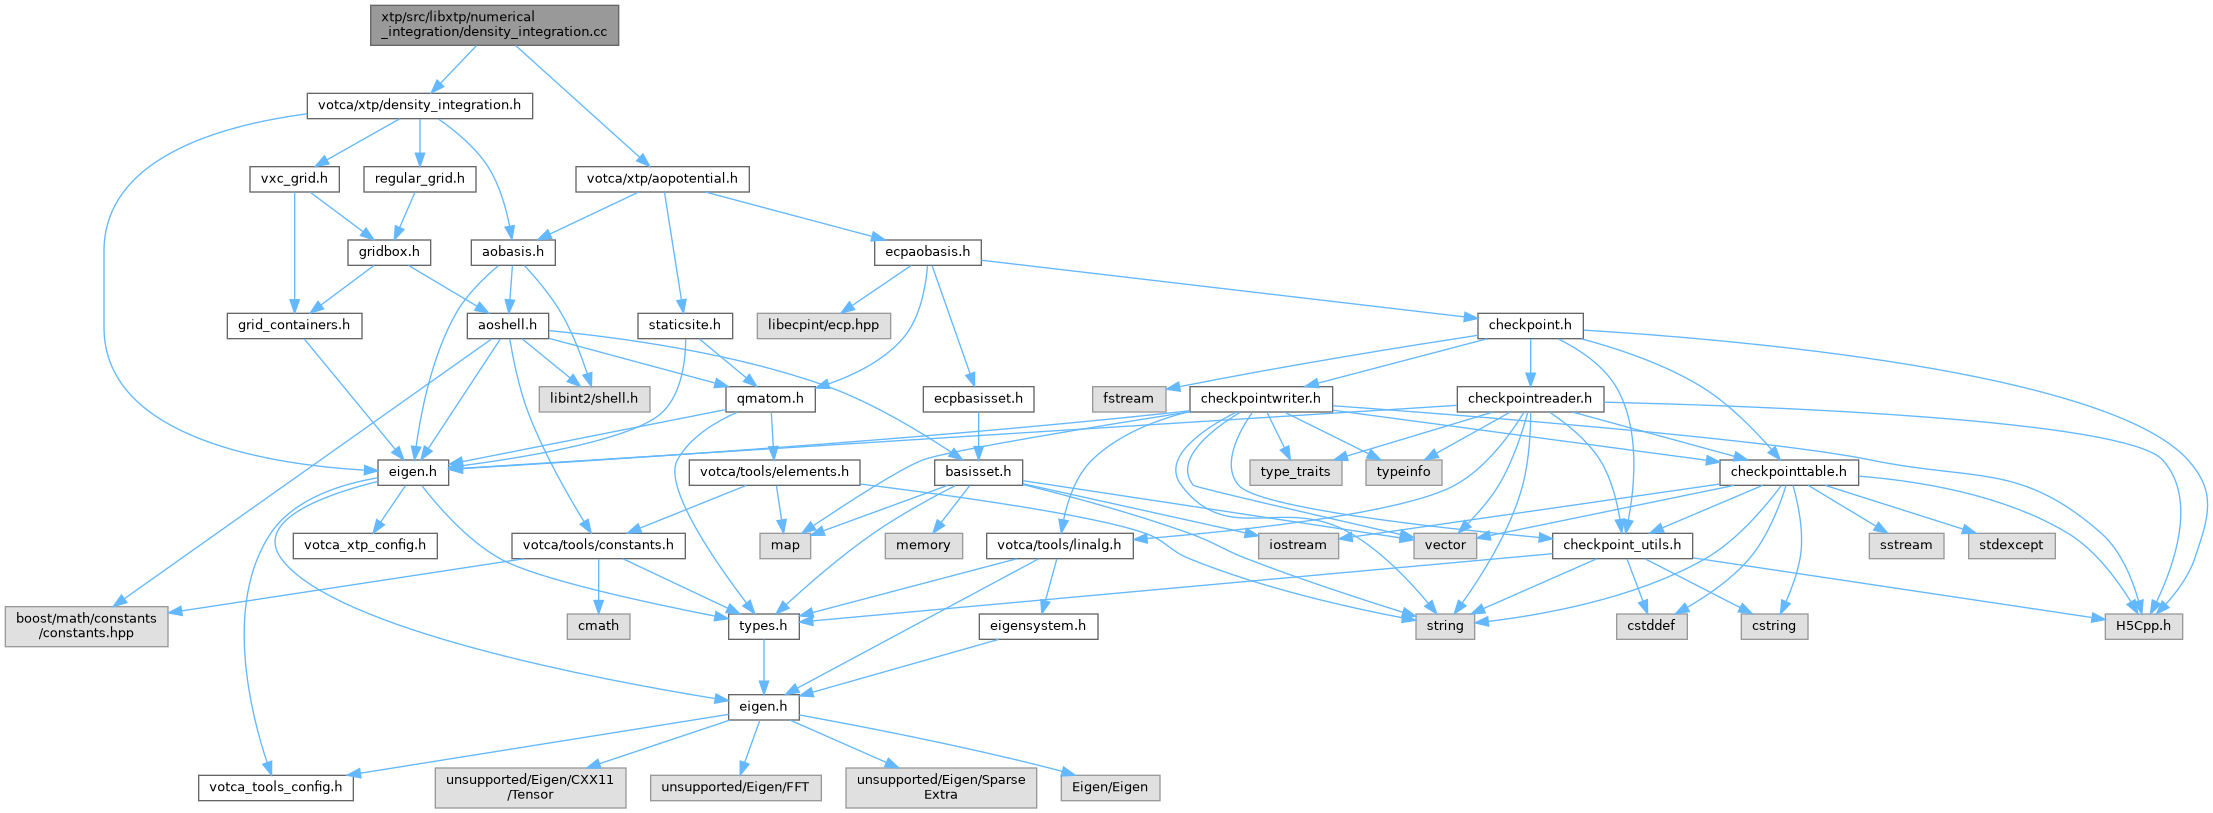 xtp/src/libxtp/numerical
_integration/density_integration.cc
votca/xtp/density_integration.h
vxc_grid.h
regular_grid.h
votca/xtp/aopotential.h
gridbox.h
aobasis.h
ecpaobasis.h
grid_containers.h
aoshell.h
staticsite.h
libecpint/ecp.hpp
checkpoint.h
libint2/shell.h
qmatom.h
ecpbasisset.h
fstream
checkpointwriter.h
checkpointreader.h
eigen.h
votca/tools/elements.h
basisset.h
type_traits
typeinfo
checkpointtable.h
votca_xtp_config.h
votca/tools/constants.h
map
memory
votca/tools/linalg.h
iostream
vector
checkpoint_utils.h
sstream
stdexcept
boost/math/constants
/constants.hpp
cmath
types.h
eigensystem.h
string
cstddef
cstring
H5Cpp.h
eigen.h
votca_tools_config.h
unsupported/Eigen/CXX11
/Tensor
unsupported/Eigen/FFT
unsupported/Eigen/Sparse
Extra
Eigen/Eigen